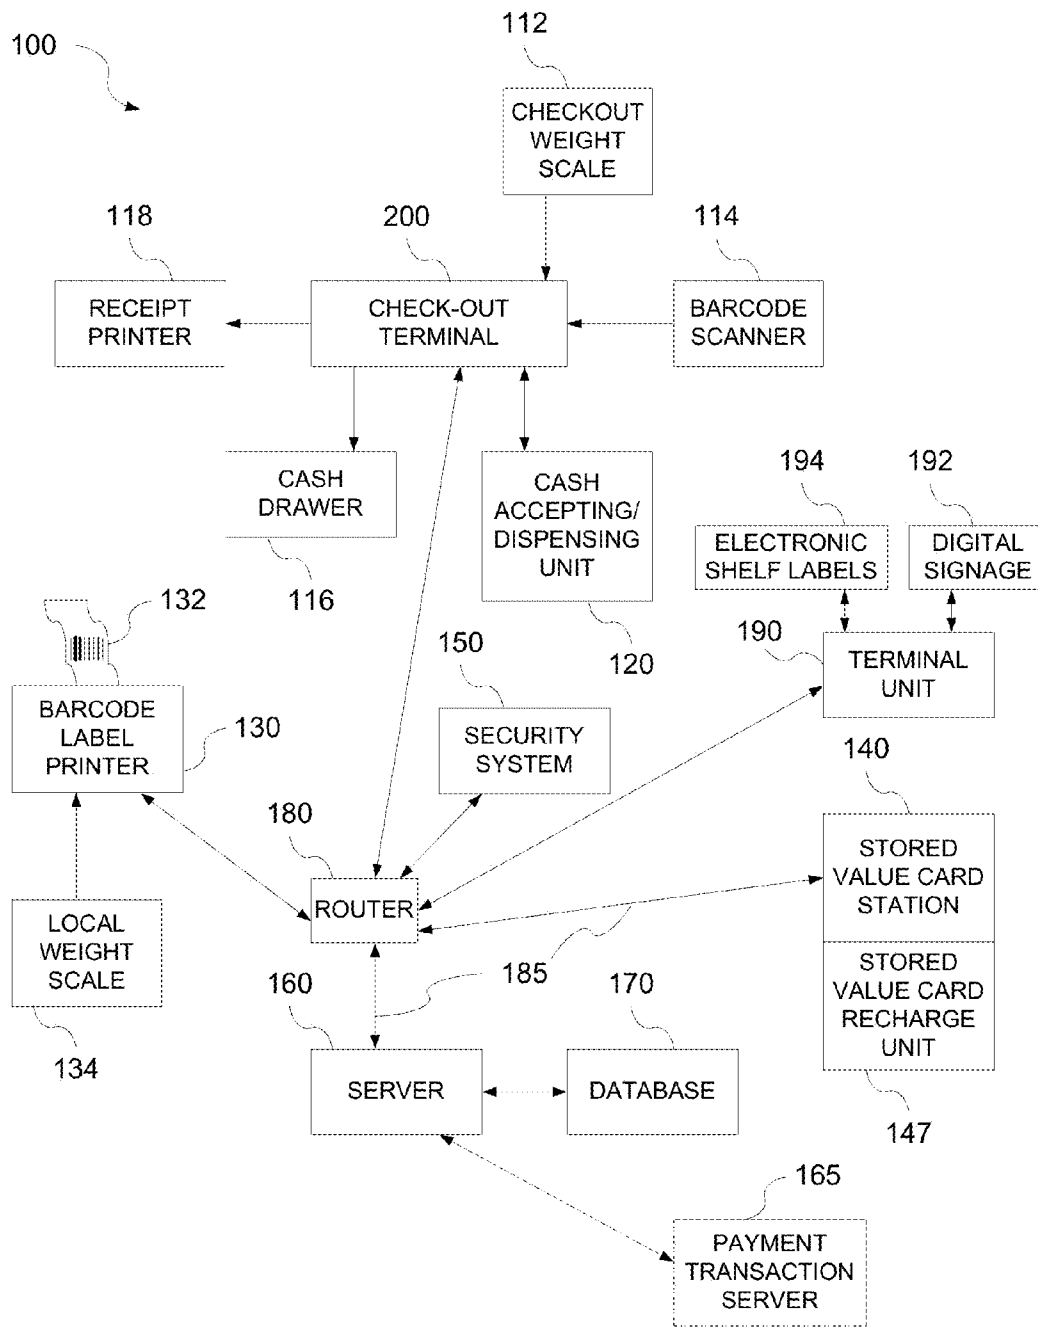 100
112
CHECKOUT
WEIGHT
SCALE
118
200
114
RECEIPT
PRINTER
CHECK-OUT
TERMINAL
BARCODE
SCANNER
CASH
DRAWER
116
CASH
ACCEPTING/
DISPENSING
UNIT
120
194
192
ELECTRONIC
SHELF LABELS
DIGITAL
SIGNAGE
190
TERMINAL
UNIT
132
BARCODE
LABEL
PRINTER
130
150
SECURITY
SYSTEM
140
STORED
VALUE CARD
STATION
180
ROUTER
LOCAL
WEIGHT
SCALE
134
185
STORED
VALUE CARD
RECHARGE
UNIT
147
160
SERVER
170
DATABASE
165
PAYMENT
TRANSACTION
SERVER